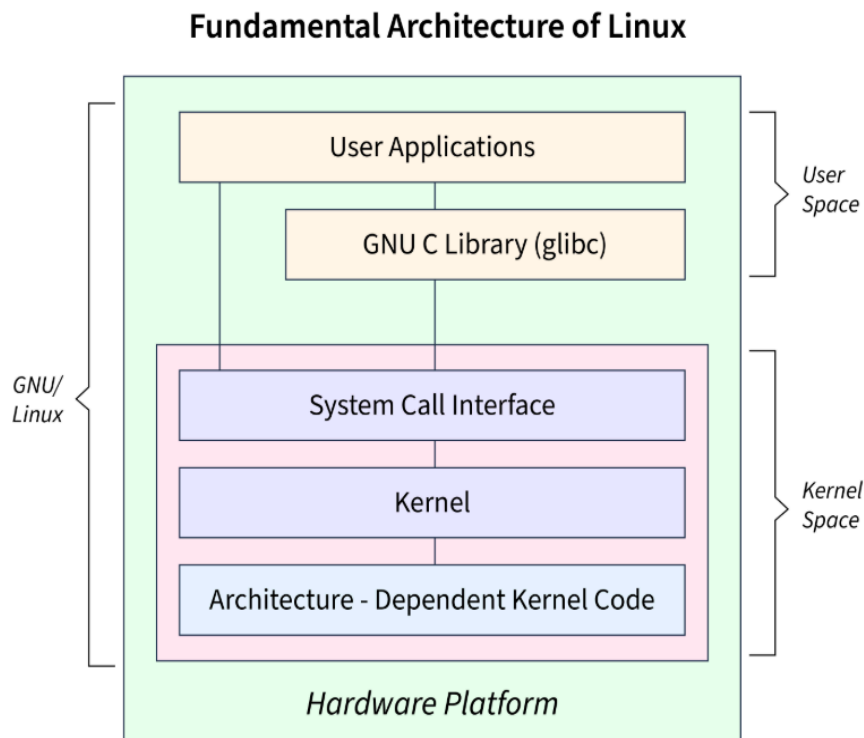 Fundamental Architecture of Linux
User Applications
User
Space
GNU C Library (glibc)
GNU/
Linux
System Call Interface
Kernel
Kernel
Space
Architecture - Dependent Kernel Code
Hardware Platform